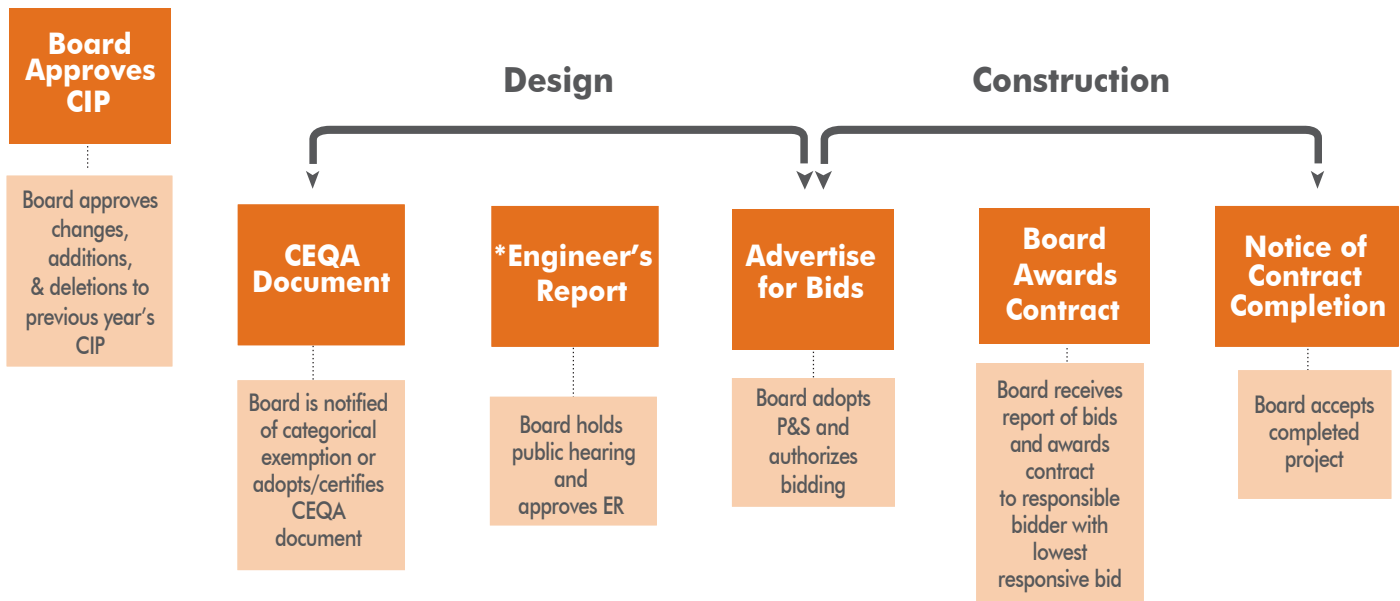 Board
Approves
CIP
Board approves
changes,
additions,
& deletions to
previous year’s
CIP
Design
Construction
CEQA
Document
Board is notified
of categorical
exemption or
adopts/certifies
CEQA
document
*Engineer’s
Report
Board holds
public hearing
and
approves ER
Advertise
for Bids
Board adopts
P&S and
authorizes
bidding
Board
Awards
Contract
Board receives
report of bids
and awards
contract
to responsible
bidder with
lowest
responsive bid
Notice of
Contract
Completion
Board accepts
completed
project